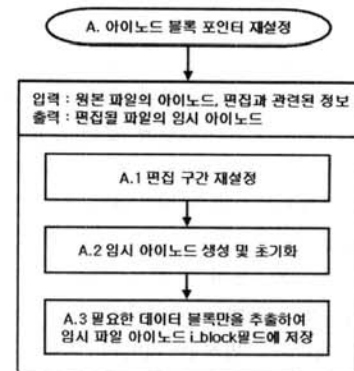 A. 아이노드 블록 포인터 재설정
입력 : 원본 파일의 아이노드, 편집과 관련된 정보
출력 : 편집될 파일의 임시 아이노드
A.1 편집 구간 재설정
A.2 임시 아이노드 생성 및 초기화
A.3 필요한 데이터 블록만을 추출하여
임시 파일 아이노드 i_block필드에 저장